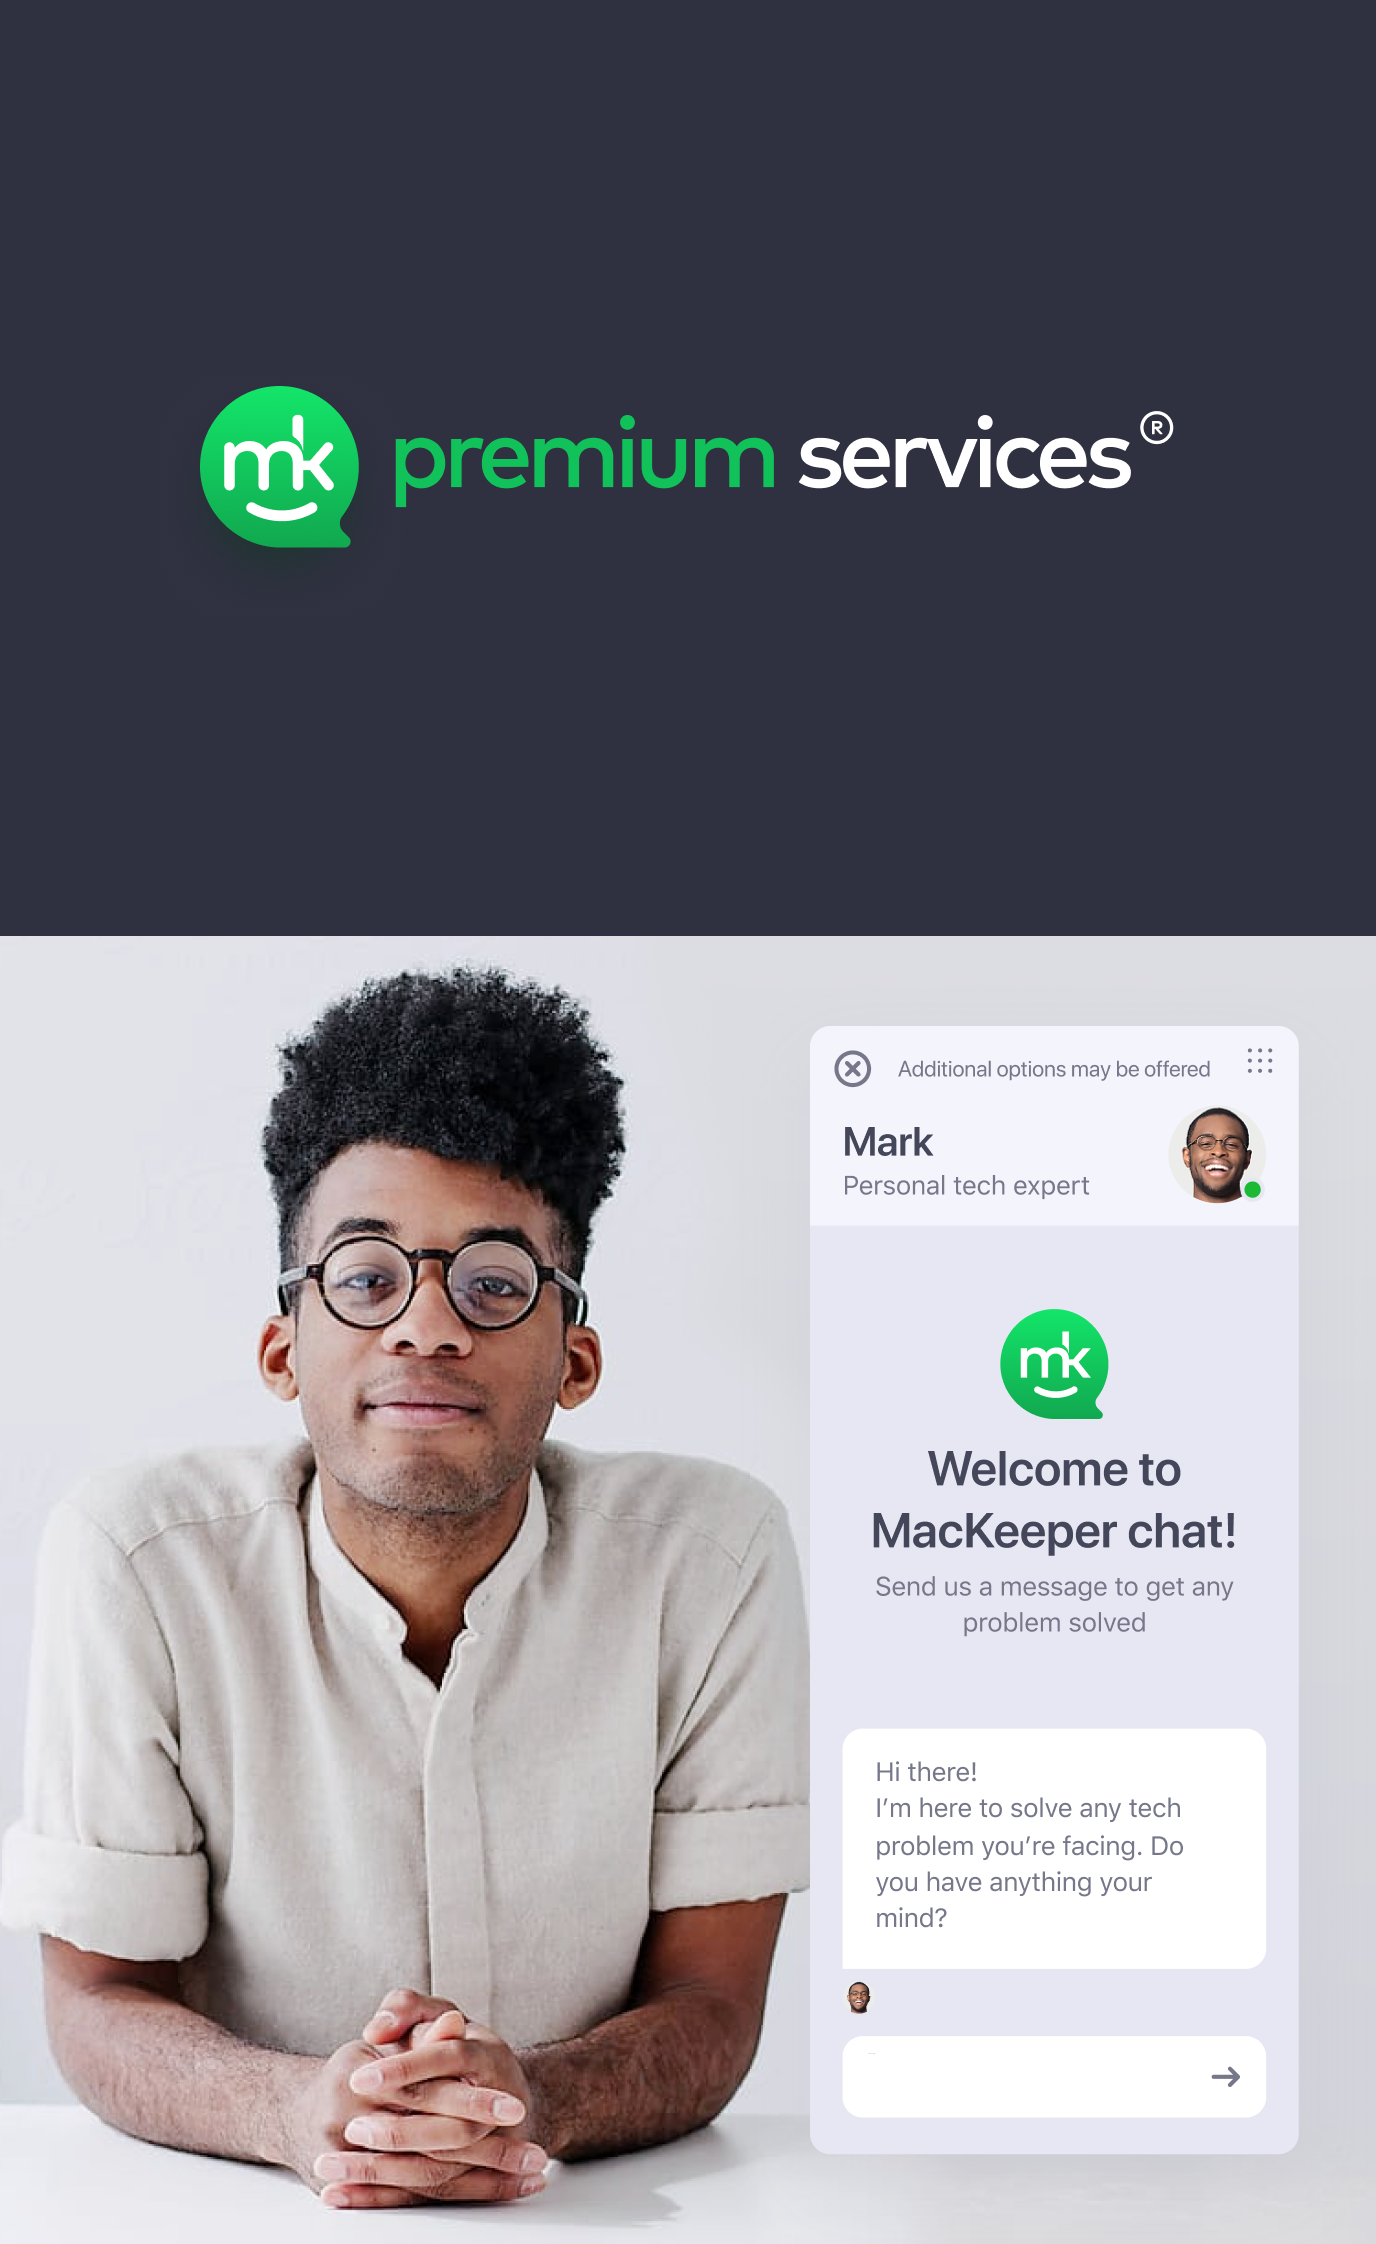 mk premium services®
Additional options may be offered
Mark
Personal tech expert
mk
Welcome to
MacKeeper chat!
Send us a message to get any
problem solved
Hi there!
I'm here to solve any tech
problem you're facing. Do
you have anything your
mind?